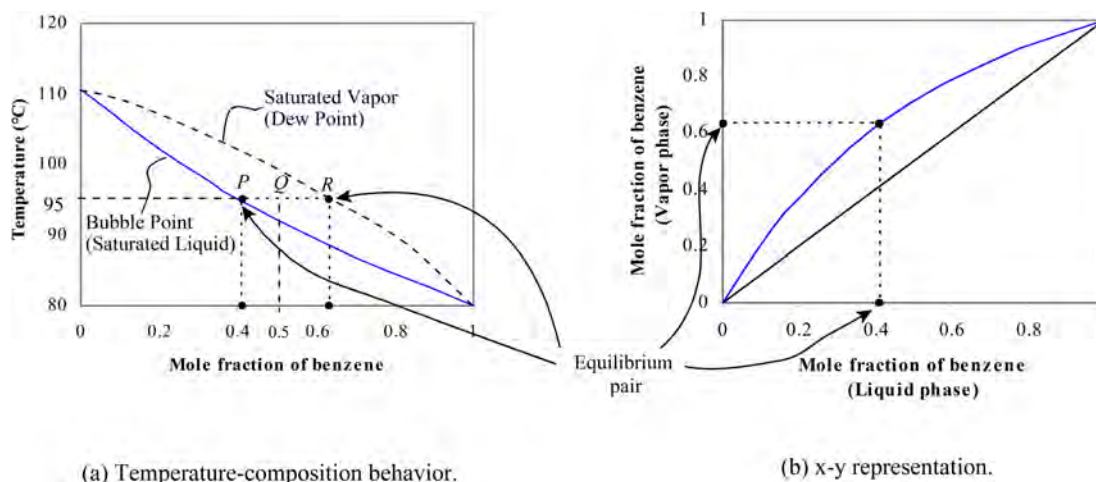 120
110
100
95
90
80
Temperature (°C)
Saturated Vapor
(Dew Point)
P
Q
R
Bubble Point
(Saturated Liquid)
0
0.2
0.4
0.5
0.6
0.8
1
Mole fraction of benzene
(a) Temperature-composition behavior.
Equilibrium
pair
1
0.8
0.6
0.4
0.2
0
Mole fraction of benzene
(Vapor phase)
0
0.2
0.4
0.6
0.8
Mole fraction of benzene
(Liquid phase)
(b) x-y representation.